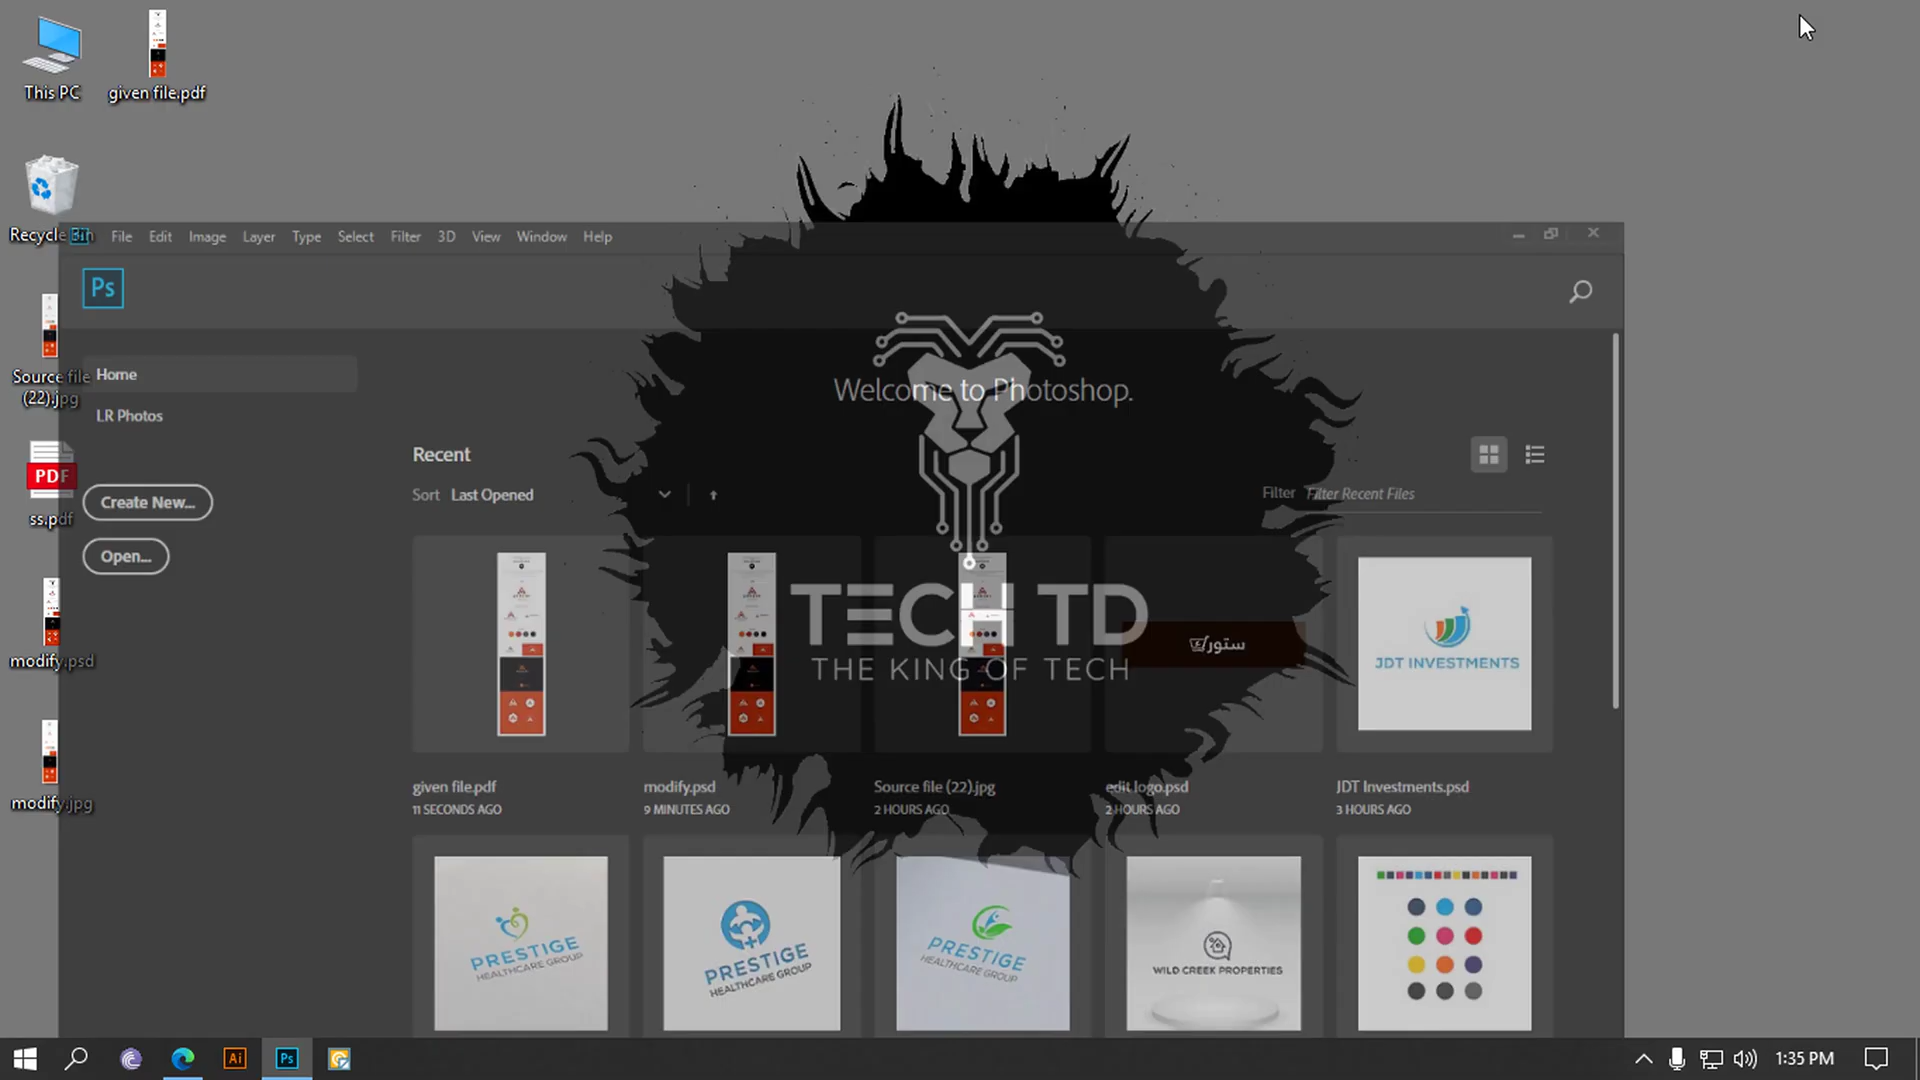 This PC
given file.pdf
Recycle Bin
File Edit Image Layer Type Select Filter 3D View Window Help
Ps
Source file
(22).jpg
Home
Welcome to Photoshop.
LR Photos
Recent
PDF
ss.pdf
Create New...
Sort Last Opened
Filter Filter Recent Files
Open...
TECH TD
THE KING OF TECH
ستور
JDT INVESTMENTS
modify.psd
modify.jpg
given file.pdf
11 SECONDS AGO
modify.psd
9 MINUTES AGO
Source file (22).jpg
2 HOURS AGO
edit logo.psd
2 HOURS AGO
JDT Investments.psd
3 HOURS AGO
PRESTIGE
HEALTHCARE GROUP
PRESTIGE
HEALTHCARE GROUP
PRESTIGE
HEALTHCARE GROUP
WILD CREEK PROPERTIES
Ai
Ps
1:35 PM